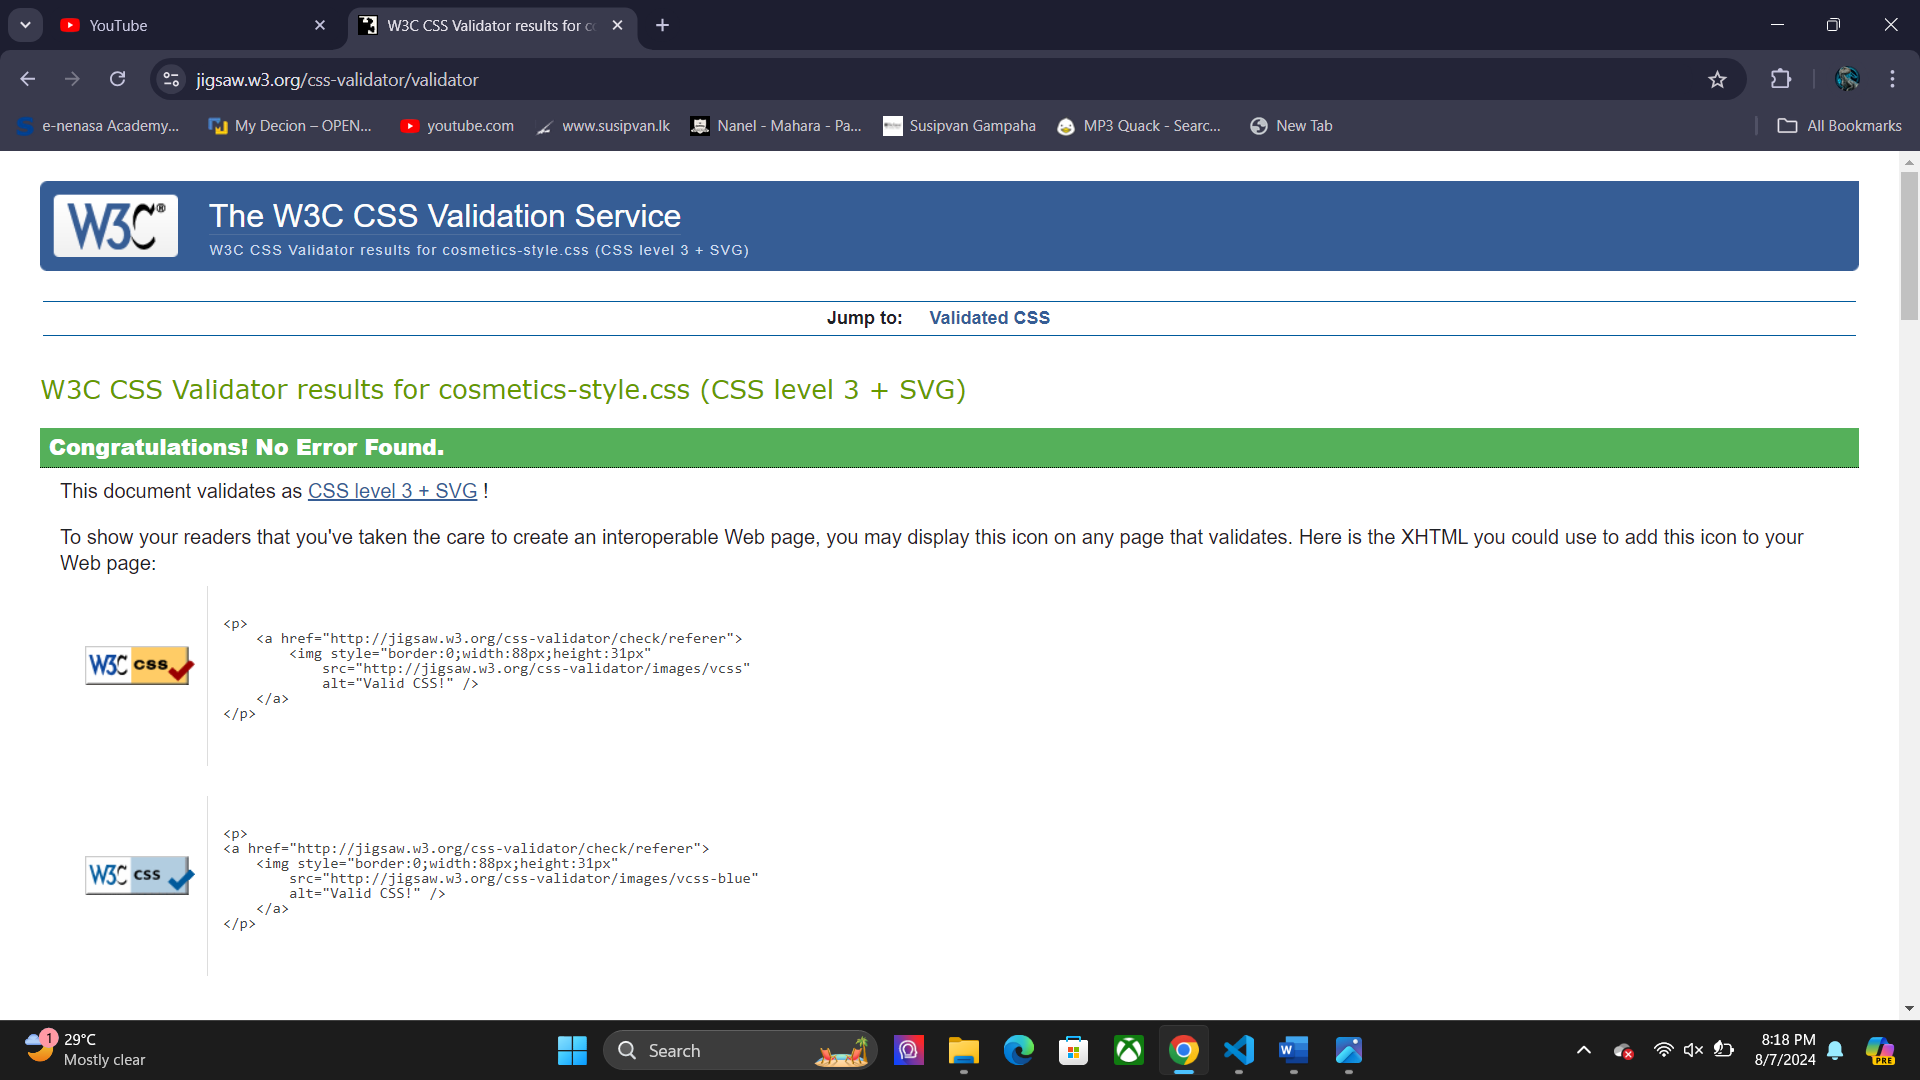 YouTube
W3C CSS Validator results for co
jigsaw.w3.org/css-validator/validator
e-nenasa Academy...
My Decion – OPEN...
youtube.com
www.susipvan.lk
Nanel - Mahara - Pa...
Susipvan Gampaha
MP3 Quack - Searc...
New Tab
All Bookmarks
W3C®
The W3C CSS Validation Service
W3C CSS Validator results for cosmetics-style.css (CSS level 3 + SVG)
Jump to: Validated CSS
W3C CSS Validator results for cosmetics-style.css (CSS level 3 + SVG)
Congratulations! No Error Found.
This document validates as CSS level 3 + SVG !
To show your readers that you've taken the care to create an interoperable Web page, you may display this icon on any page that validates. Here is the XHTML you could use to add this icon to your
Web page:
W3C css
<p>
<a href="http://jigsaw.w3.org/css-validator/check/referer">
<img style="border:0;width:88px;height:31px"
src="http://jigsaw.w3.org/css-validator/images/vcss"
alt="Valid CSS!" />
</a>
</p>
W3C css
<p>
<a href="http://jigsaw.w3.org/css-validator/check/referer">
<img style="border:0;width:88px;height:31px"
src="http://jigsaw.w3.org/css-validator/images/vcss-blue"
alt="Valid CSS!" />
</a>
</p>
1
29°C
Mostly clear
Search
W
8:18 PM
8/7/2024
PRE